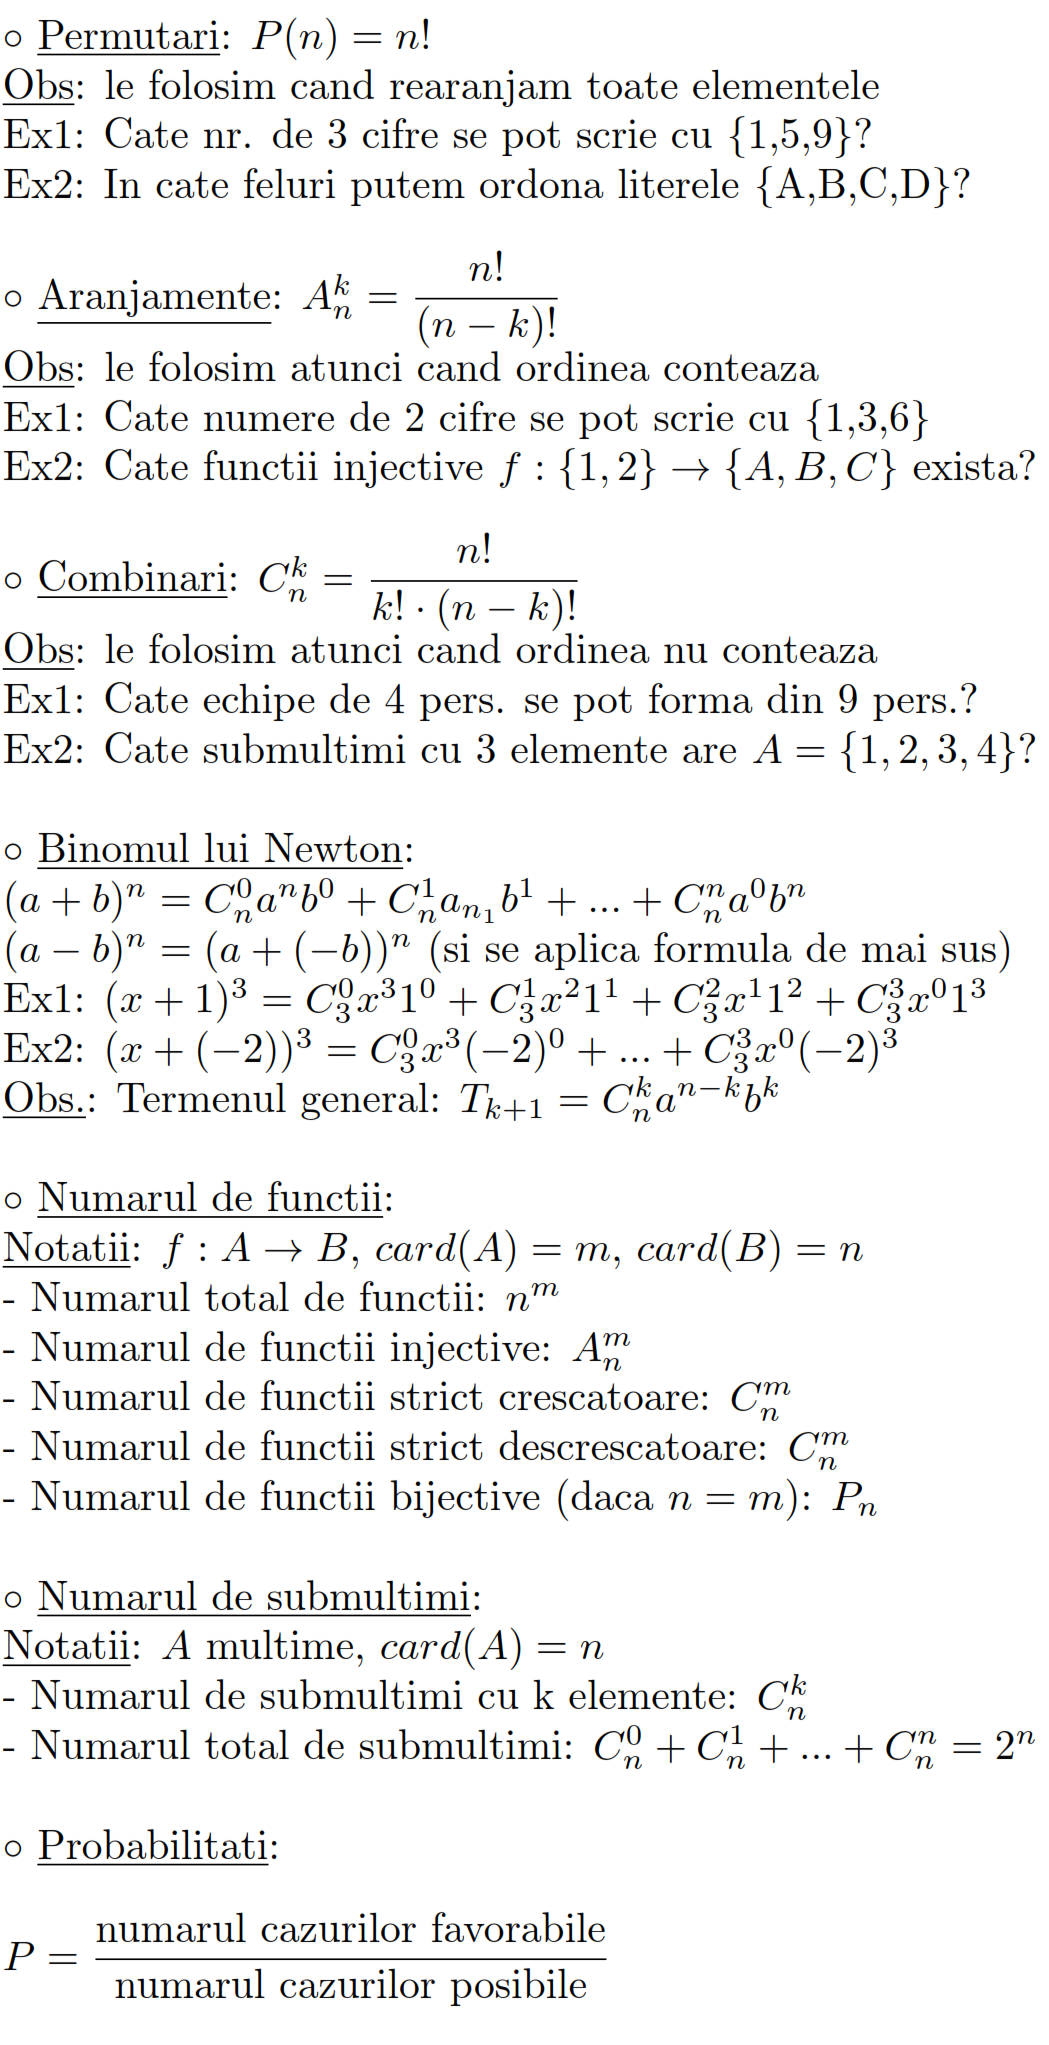 ◦ Permutari: P(n) = n!
Obs: le folosim cand rearanjam toate elementele
Ex1: Cate nr. de 3 cifre se pot scrie cu {1,5,9}?
Ex2: In cate feluri putem ordona literele {A,B,C,D}?
◦ Aranjamente: $A_n^k = \frac{n!}{(n-k)!}$
Obs: le folosim atunci cand ordinea conteaza
Ex1: Cate numere de 2 cifre se pot scrie cu {1,3,6}
Ex2: Cate functii injective $f : \{1, 2\} \to \{A, B, C\}$ exista?
◦ Combinari: $C_n^k = \frac{n!}{k! \cdot (n-k)!}$
Obs: le folosim atunci cand ordinea nu conteaza
Ex1: Cate echipe de 4 pers. se pot forma din 9 pers.?
Ex2: Cate submultimi cu 3 elemente are $A = \{1, 2, 3, 4\}$?
◦ Binomul lui Newton:
$(a + b)^n = C_n^0 a^n b^0 + C_n^1 a_{n_1} b^1 + ... + C_n^n a^0 b^n$
$(a - b)^n = (a + (-b))^n$ (si se aplica formula de mai sus)
Ex1: $(x + 1)^3 = C_3^0 x^3 1^0 + C_3^1 x^2 1^1 + C_3^2 x^1 1^2 + C_3^3 x^0 1^3$
Ex2: $(x + (-2))^3 = C_3^0 x^3 (-2)^0 + ... + C_3^3 x^0 (-2)^3$
Obs.: Termenul general: $T_{k+1} = C_n^k a^{n-k} b^k$
◦ Numarul de functii:
Notatii: $f : A \to B$, $card(A) = m$, $card(B) = n$
- Numarul total de functii: $n^m$
- Numarul de functii injective: $A_n^m$
- Numarul de functii strict crescatoare: $C_n^m$
- Numarul de functii strict descrescatoare: $C_n^m$
- Numarul de functii bijective (daca $n = m$): $P_n$
◦ Numarul de submultimi:
Notatii: $A$ multime, $card(A) = n$
- Numarul de submultimi cu k elemente: $C_n^k$
- Numarul total de submultimi: $C_n^0 + C_n^1 + ... + C_n^n = 2^n$
◦ Probabilitati:
$P = \frac{\text{numarul cazurilor favorabile}}{\text{numarul cazurilor posibile}}$